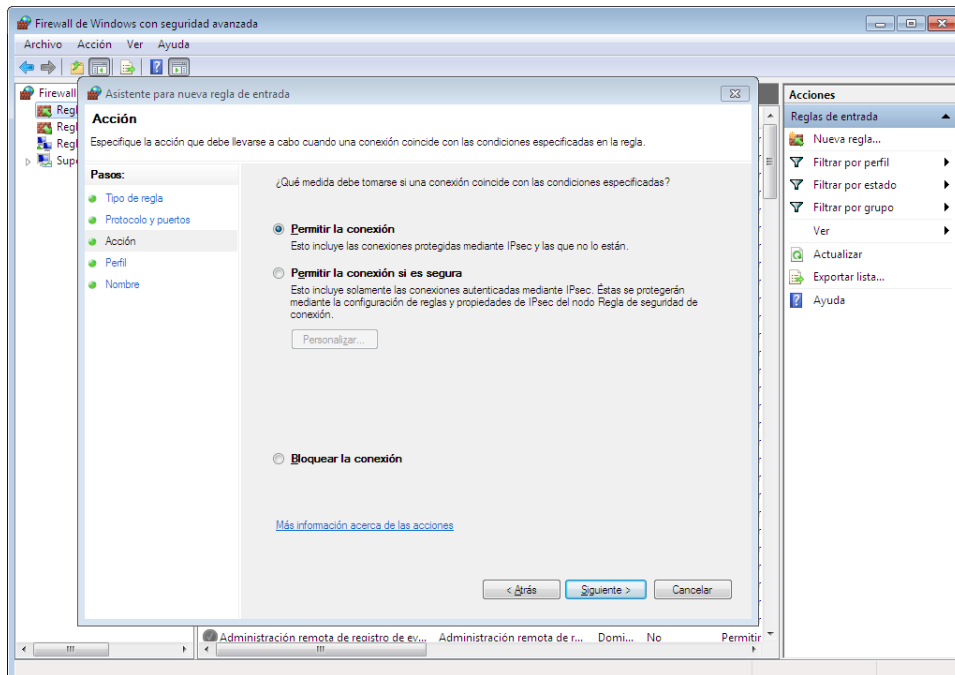 Firewall de Windows con seguridad avanzada
Archivo Acción Ver Ayuda
Firewall
Regl
Regl
Regl
Supe
Asistente para nueva regla de entrada
Acción
Especifique la acción que debe llevarse a cabo cuando una conexión coincide con las condiciones especificadas en la regla.
Pasos:
Tipo de regla
Protocolo y puertos
Acción
Perfil
Nombre
¿Qué medida debe tomarse si una conexión coincide con las condiciones especificadas?
Permitir la conexión
Esto incluye las conexiones protegidas mediante IPsec y las que no lo están.
Permitir la conexión si es segura
Esto incluye solamente las conexiones autenticadas mediante IPsec. Éstas se protegerán
mediante la configuración de reglas y propiedades de IPsec del nodo Regla de seguridad de
conexión.
Personalizar...
Bloquear la conexión
Más información acerca de las acciones
< Atrás Siguiente > Cancelar
Administración remota de registro de ev... Administración remota de r... Domi... No Permitir
Acciones
Reglas de entrada
Nueva regla...
Filtrar por perfil
Filtrar por estado
Filtrar por grupo
Ver
Actualizar
Exportar lista...
Ayuda